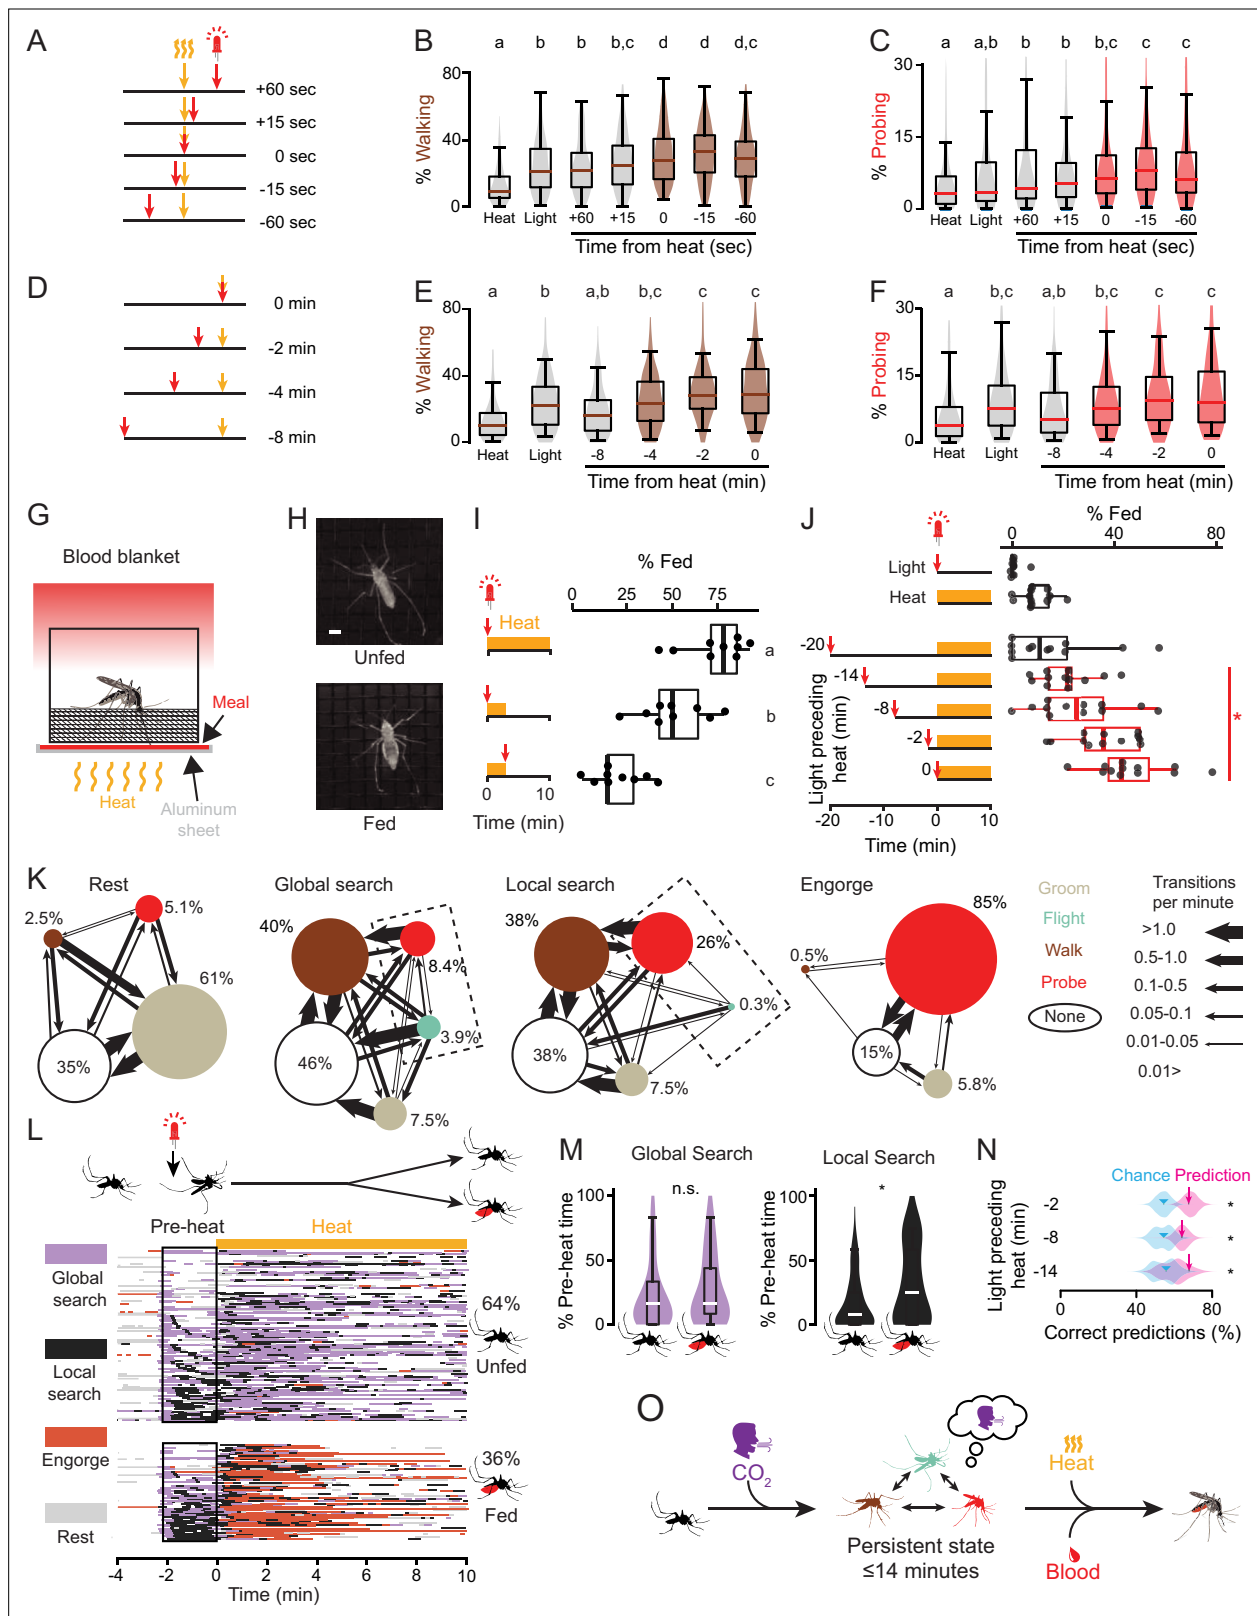 A
+60 sec
+15 sec
0 sec
-15 sec
-60 sec
B
a b b b,c d d d,c
% Walking
80
40
0
Heat Light +60 +15 0 -15 -60
Time from heat (sec)
C
a a,b b b b,c c c
% Probing
30
15
0
Heat Light +60 +15 0 -15 -60
Time from heat (sec)
D
0 min
-2 min
-4 min
-8 min
E
a b a,b b,c c c
% Walking
80
40
0
Heat Light -8 -4 -2 0
Time from heat (min)
F
a b,c a,b b,c c c
% Probing
30
15
0
Heat Light -8 -4 -2 0
Time from heat (min)
G
Blood blanket
Meal
Heat
Aluminum
sheet
H
Unfed
Fed
I
% Fed
0 25 50 75
Heat
a
b
c
0 10
Time (min)
J
% Fed
0 40 80
Light
Heat
-20
-14
-8
-2
0
*
Light preceding
heat (min)
-20 -10 0 10
Time (min)
K
Rest
2.5%
5.1%
61%
35%
Global search
40%
8.4%
3.9%
46%
7.5%
Local search
38%
26%
0.3%
38%
7.5%
Engorge
85%
0.5%
15%
5.8%
Groom
Flight
Walk
Probe
None
Transitions
per minute
>1.0
0.5-1.0
0.1-0.5
0.05-0.1
0.01-0.05
0.01>
L
Pre-heat
Heat
Global
search
Local
search
Engorge
Rest
64%
Unfed
36%
Fed
-4 -2 0 2 4 6 8 10
Time (min)
M
Global Search
n.s.
% Pre-heat time
100
50
0
Local Search
*
% Pre-heat time
100
50
0
N
Chance Prediction
Light preceding
heat (min)
-2 *
-8 *
-14 *
0 40 80
Correct predictions (%)
O
CO2
Persistent state
≤14 minutes
Heat
Blood